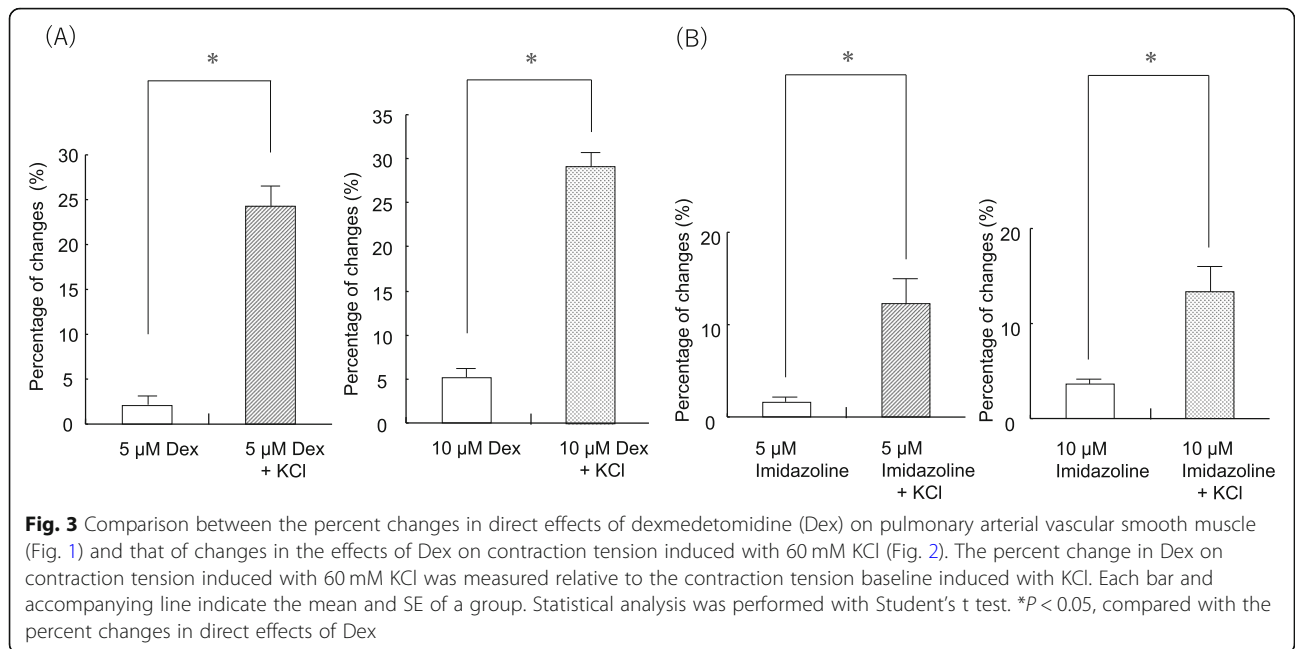 (A)
*
*
Percentage of changes (%)
30
25
20
15
10
5
0
5 μM Dex
5 μM Dex
+ KCl
Percentage of changes (%)
35
30
25
20
15
10
5
0
10 μM Dex
10 μM Dex
+ KCl
(B)
*
*
Percentage of changes (%)
20
10
0
5 μM
Imidazoline
5 μM
Imidazoline
+ KCl
Percentage of changes (%)
20
10
0
10 μM
Imidazoline
10 μM
Imidazoline
+ KCl
Fig. 3 Comparison between the percent changes in direct effects of dexmedetomidine (Dex) on pulmonary arterial vascular smooth muscle
(Fig. 1) and that of changes in the effects of Dex on contraction tension induced with 60 mM KCl (Fig. 2). The percent change in Dex on
contraction tension induced with 60 mM KCl was measured relative to the contraction tension baseline induced with KCl. Each bar and
accompanying line indicate the mean and SE of a group. Statistical analysis was performed with Student's t test. *P < 0.05, compared with the
percent changes in direct effects of Dex